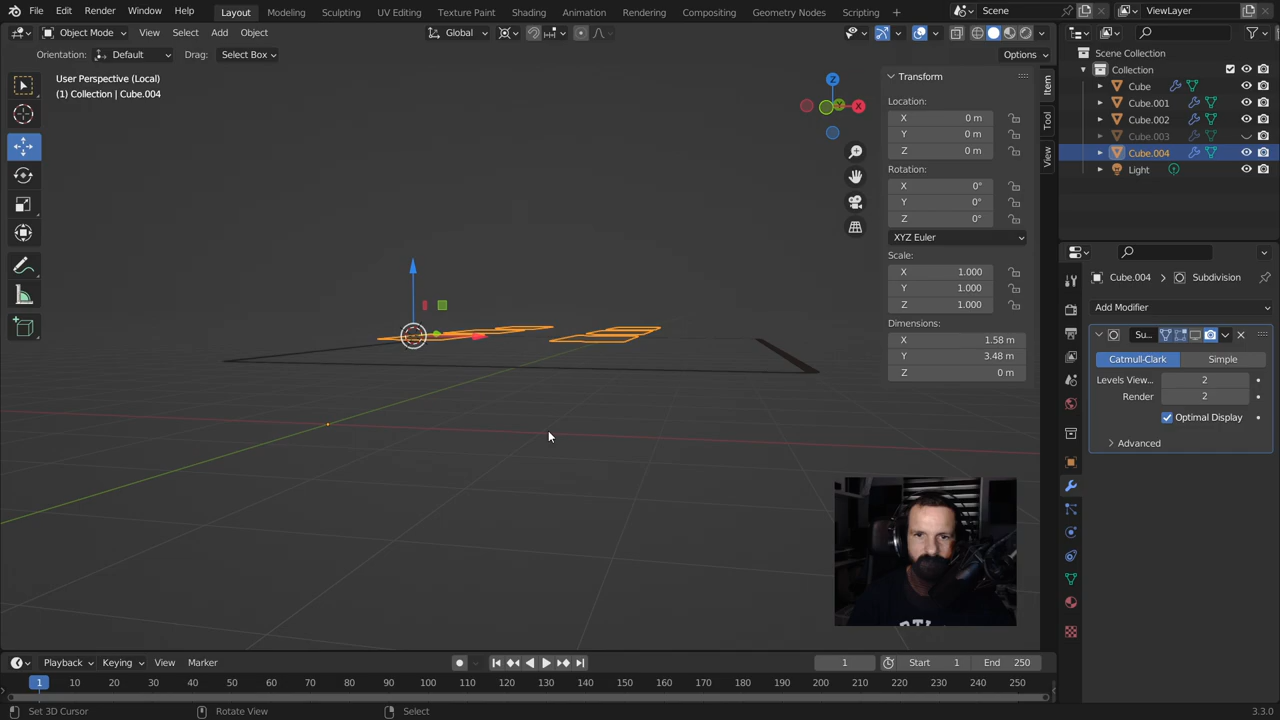 File Edit Render Window Help Layout Modeling Sculpting UV Editing Texture Paint Shading Animation Rendering Compositing Geometry Nodes Scripting Scene ViewLayer
Object Mode View Select Add Object Global
Orientation: Default Drag: Select Box Options
User Perspective (Local)
(1) Collection | Cube.004
Z
Y
X
Transform
Location:
X 0 m
Y 0 m
Z 0 m
Rotation:
X 0°
Y 0°
Z 0°
XYZ Euler
Scale:
X 1.000
Y 1.000
Z 1.000
Dimensions:
X 1.58 m
Y 3.48 m
Z 0 m
Item
Tool
View
Scene Collection
Collection
Cube
Cube.001
Cube.002
Cube.003
Cube.004
Light
Cube.004 > Subdivision
Add Modifier
Su...
Catmull-Clark Simple
Levels View... 2
Render 2
Optimal Display
Advanced
Playback Keying View Marker 1 Start 1 End 250
1 10 20 30 40 50 60 70 80 90 100 110 120 130 140 150 160 170 180 190 200 210 220 230 240 250
Set 3D Cursor Rotate View Select 3.3.0